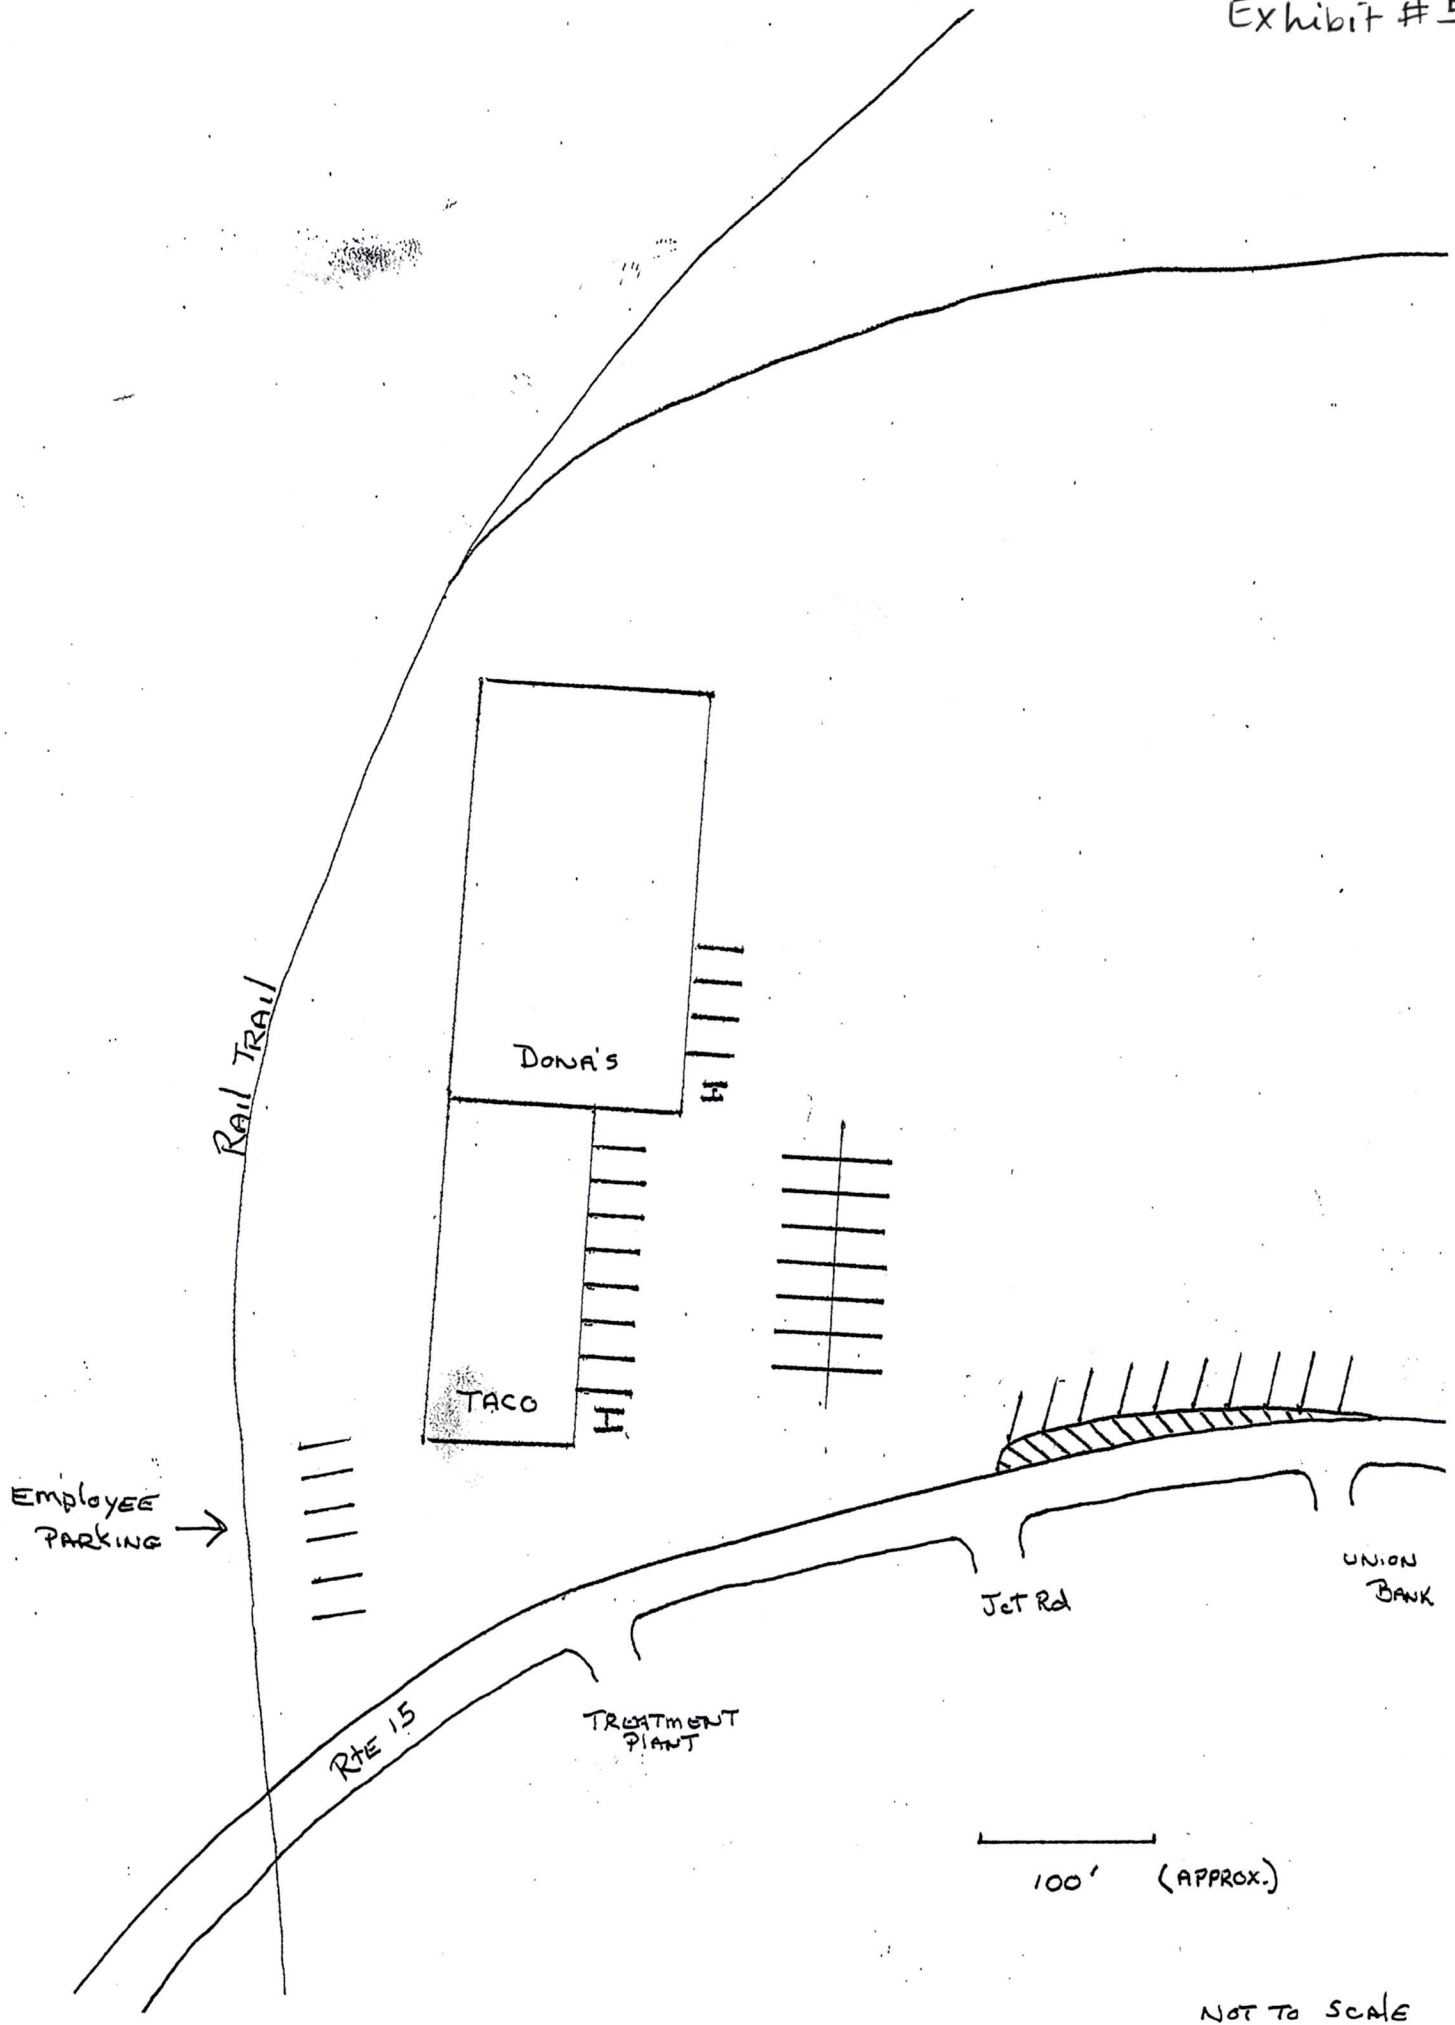 Exhibit #
RAil TRAil
DONA'S
H
TACO
H
EmployEE
PARKING
UNION
BANK
JCT Rd
TREATMENT
PlANT
RtE 15
100' (APPROX.)
NOT TO SCAlE